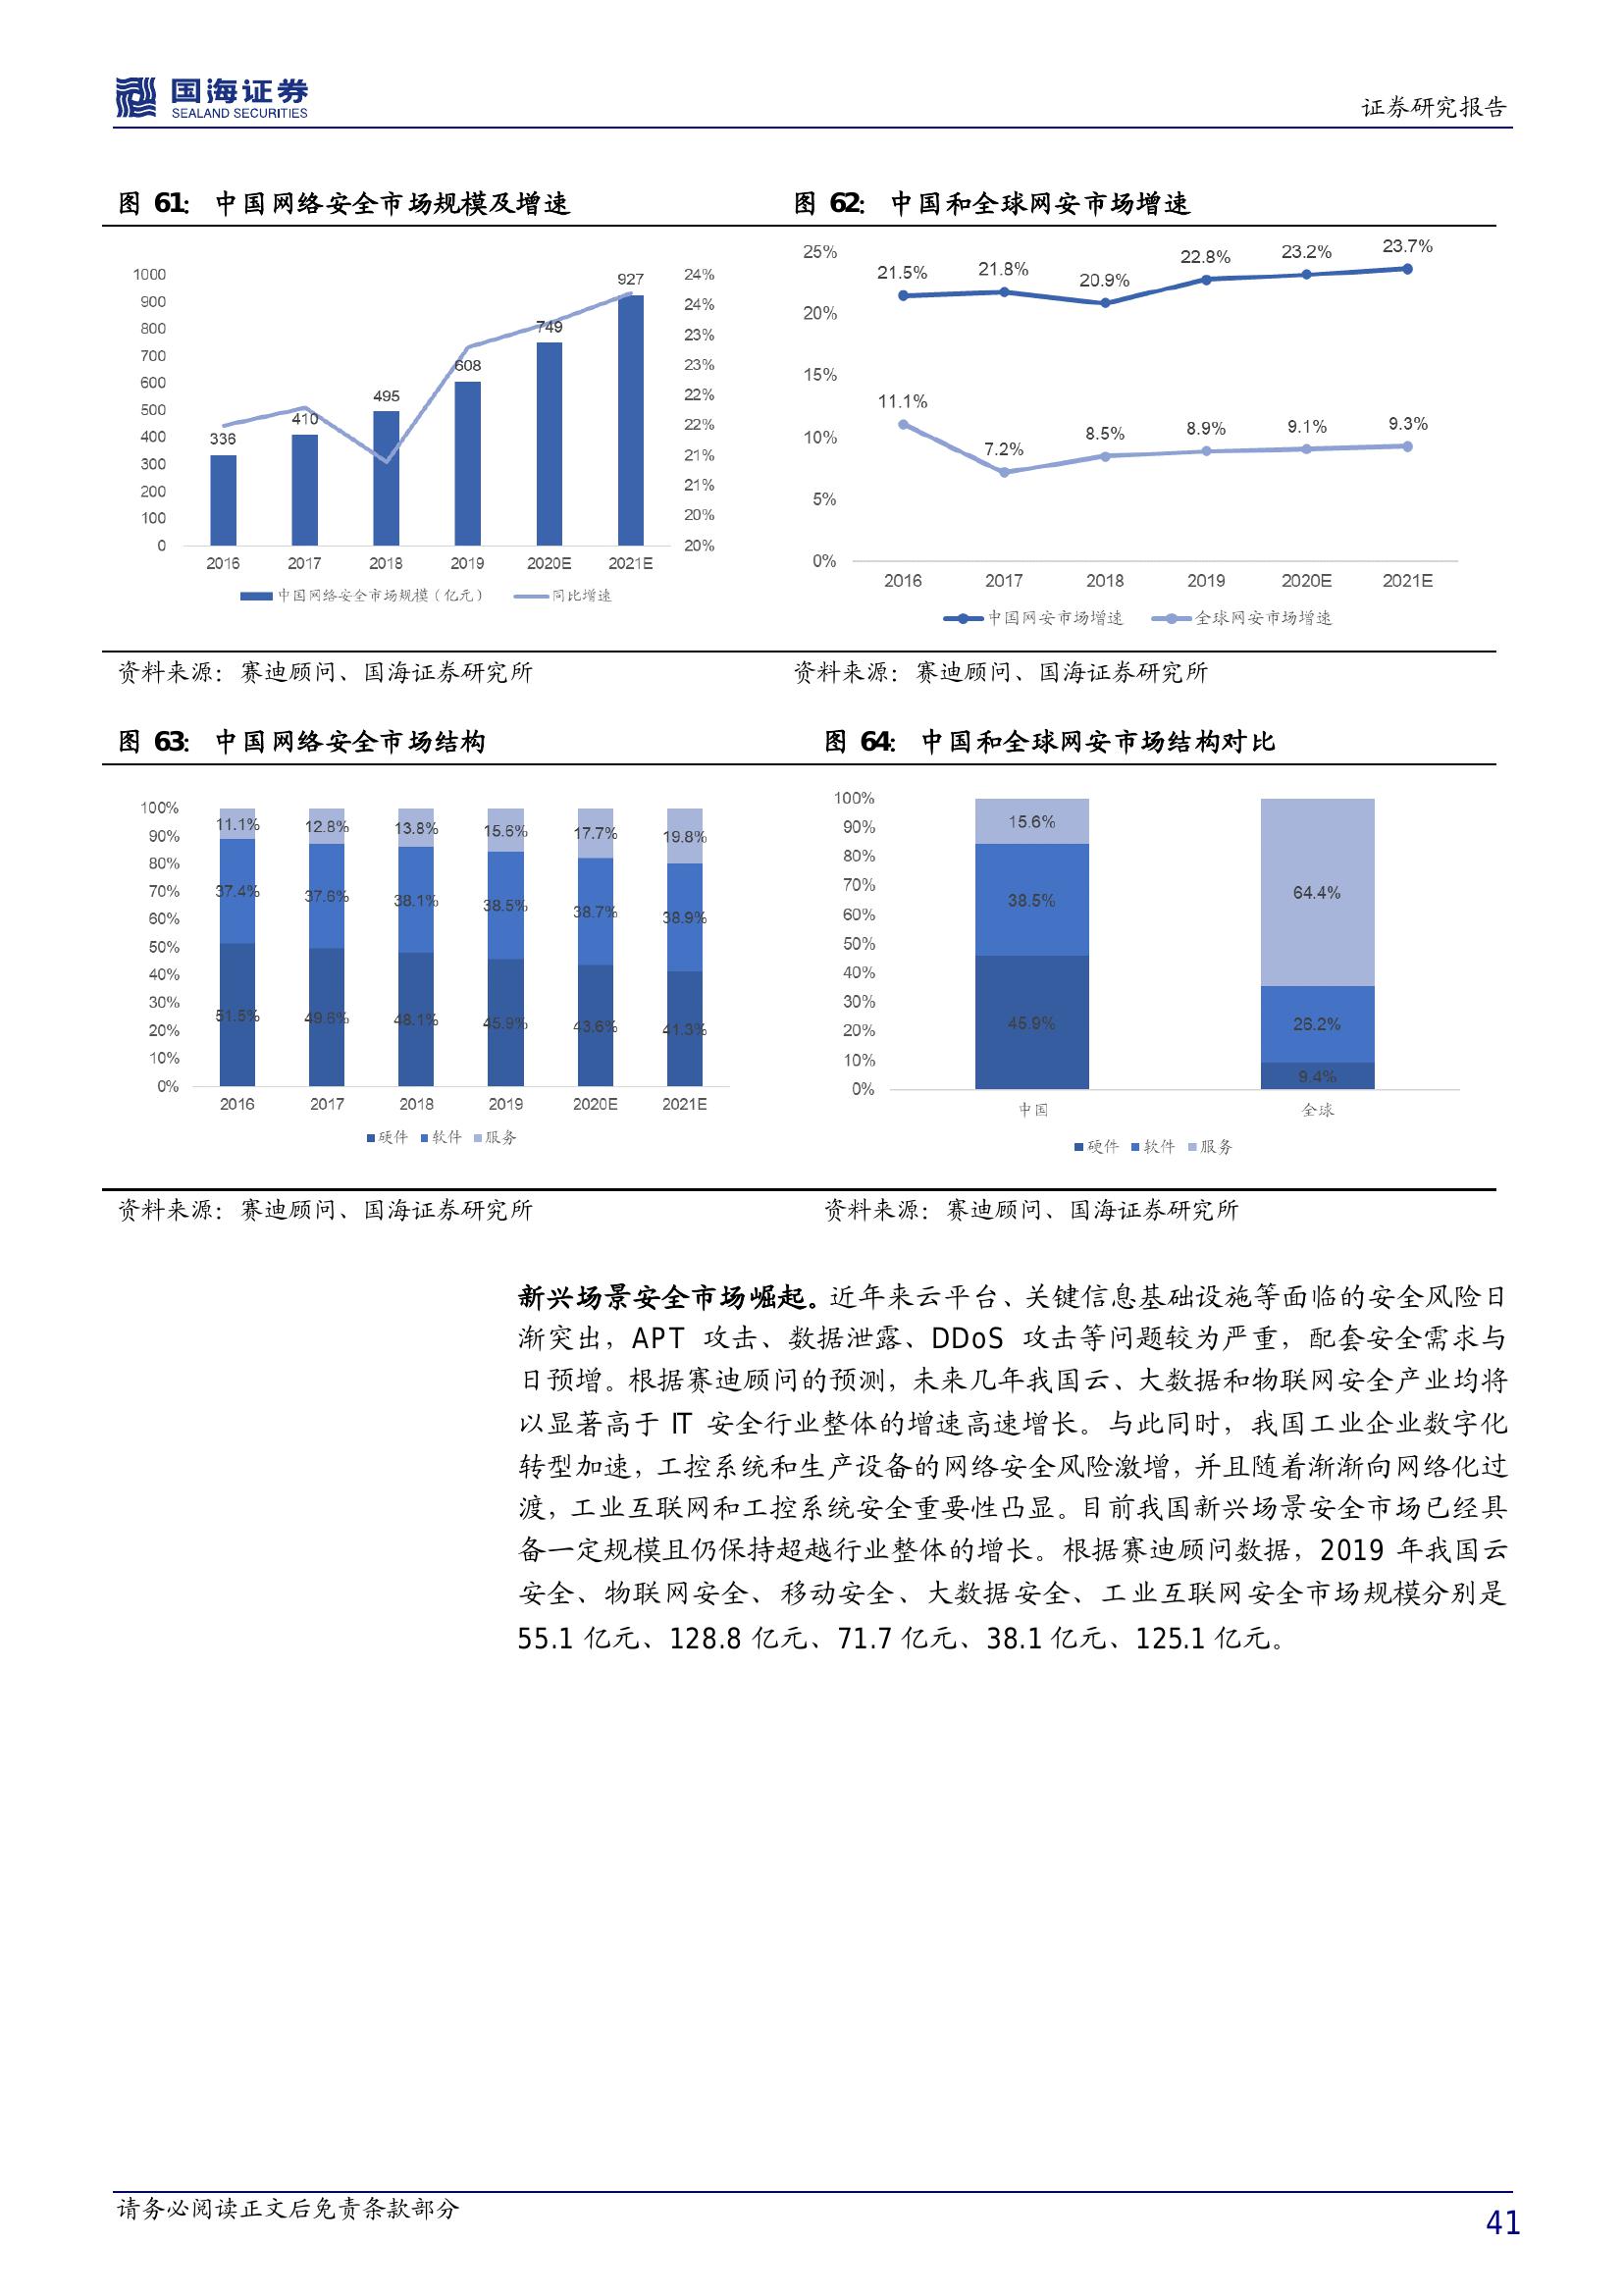 国海证券
SEALAND SECURITIES
证券研究报告
图 61: 中国网络安全市场规模及增速
1000
900
800
700
600
500
400
300
200
100
0
24%
24%
23%
23%
22%
22%
21%
21%
20%
20%
336
410
495
608
749
927
2016 2017 2018 2019 2020E 2021E
中国网络安全市场规模（亿元） 同比增速
资料来源：赛迪顾问、国海证券研究所
图 62: 中国和全球网安市场增速
25%
20%
15%
10%
5%
0%
21.5% 21.8% 20.9% 22.8% 23.2% 23.7%
11.1% 7.2% 8.5% 8.9% 9.1% 9.3%
2016 2017 2018 2019 2020E 2021E
中国网安市场增速 全球网安市场增速
资料来源：赛迪顾问、国海证券研究所
图 63: 中国网络安全市场结构
100%
90%
80%
70%
60%
50%
40%
30%
20%
10%
0%
11.1% 12.8% 13.8% 15.6% 17.7% 19.8%
37.4% 37.6% 38.1% 38.5% 38.7% 38.9%
51.5% 49.6% 48.1% 45.9% 43.6% 41.3%
2016 2017 2018 2019 2020E 2021E
硬件 软件 服务
资料来源：赛迪顾问、国海证券研究所
图 64: 中国和全球网安市场结构对比
100%
90%
80%
70%
60%
50%
40%
30%
20%
10%
0%
15.6% 64.4%
38.5% 26.2%
45.9% 9.4%
中国 全球
硬件 软件 服务
资料来源：赛迪顾问、国海证券研究所
新兴场景安全市场崛起。近年来云平台、关键信息基础设施等面临的安全风险日
渐突出，APT 攻击、数据泄露、DDoS 攻击等问题较为严重，配套安全需求与
日预增。根据赛迪顾问的预测，未来几年我国云、大数据和物联网安全产业均将
以显著高于 IT 安全行业整体的增速高速增长。与此同时，我国工业企业数字化
转型加速，工控系统和生产设备的网络安全风险激增，并且随着渐渐向网络化过
渡，工业互联网和工控系统安全重要性凸显。目前我国新兴场景安全市场已经具
备一定规模且仍保持超越行业整体的增长。根据赛迪顾问数据，2019 年我国云
安全、物联网安全、移动安全、大数据安全、工业互联网安全市场规模分别是
55.1 亿元、128.8 亿元、71.7 亿元、38.1 亿元、125.1 亿元。
请务必阅读正文后免责条款部分
41